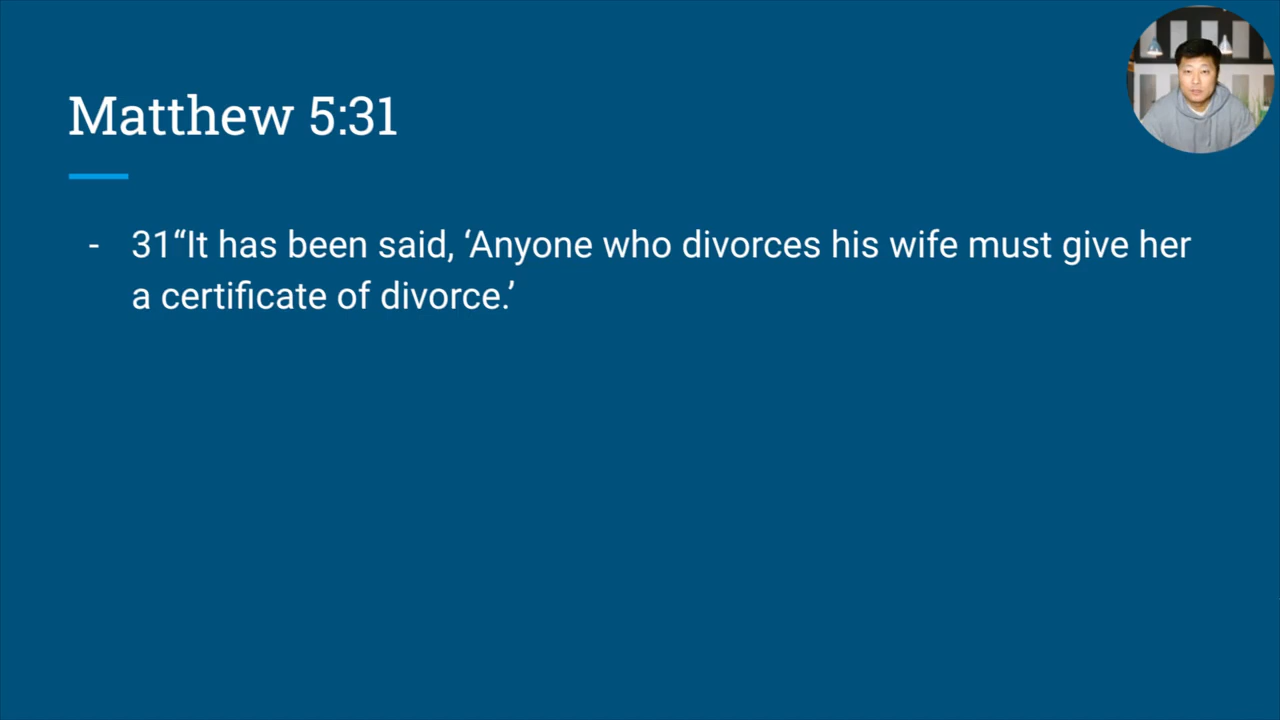 Matthew 5:31
- 31“It has been said, ‘Anyone who divorces his wife must give her
a certificate of divorce.’